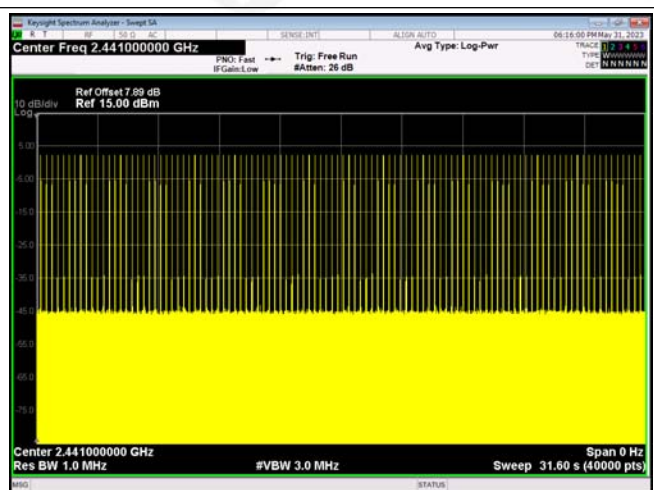 Keysight Spectrum Analyzer - Swept SA
R T RF 50 Ω AC SENSE:INT ALIGN AUTO 06:16:00 PM May 31, 2023
Center Freq 2.441000000 GHz
PNO: Fast
IFGain:Low
Trig: Free Run
#Atten: 26 dB
Avg Type: Log-Pwr
TRACE 1 2 3 4 5 6
TYPE
DET N N N N N N
Ref Offset 7.89 dB
10 dB/div Ref 15.00 dBm
Log
5.00
-5.00
-15.0
-25.0
-35.0
-45.0
-55.0
-65.0
-75.0
Center 2.441000000 GHz Span 0 Hz
Res BW 1.0 MHz #VBW 3.0 MHz Sweep 31.60 s (40000 pts)
MSG STATUS